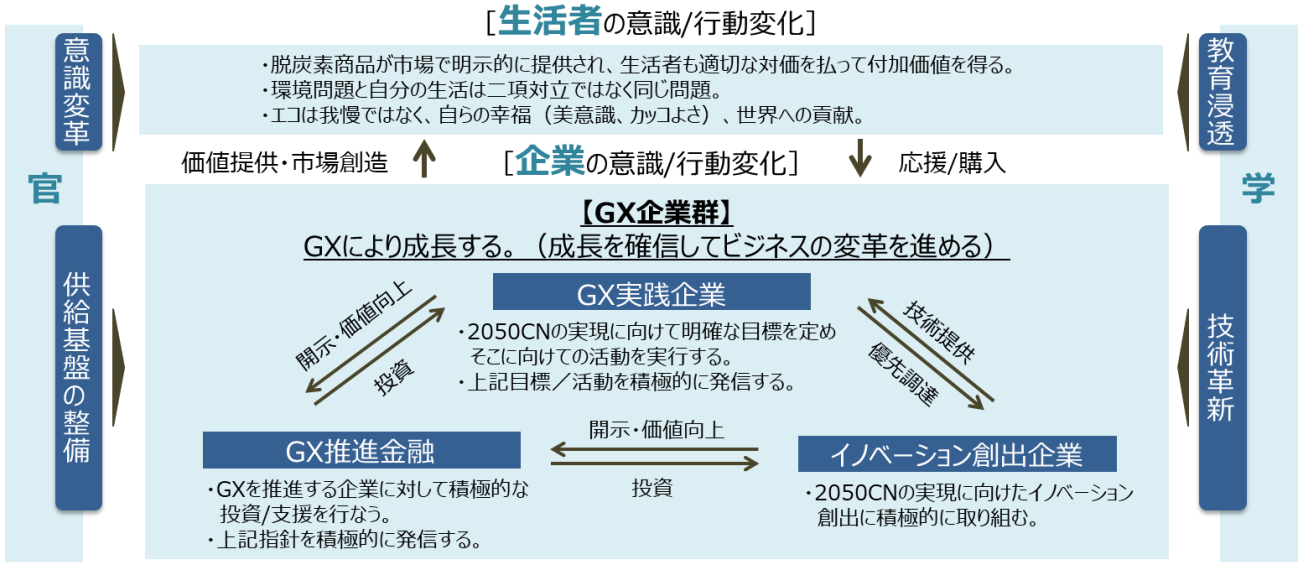 [生活者の意識/行動変化]
官
意識変革
供給基盤の整備
・脱炭素商品が市場で明示的に提供され、生活者も適切な対価を払って付加価値を得る。
・環境問題と自分の生活は二項対立ではなく同じ問題。
・エコは我慢ではなく、自らの幸福（美意識、カッコよさ）、世界への貢献。
価値提供・市場創造
[企業の意識/行動変化]
応援/購入
【GX企業群】
GXにより成長する。（成長を確信してビジネスの変革を進める）
GX実践企業
・2050CNの実現に向けて明確な目標を定め
そこに向けての活動を実行する。
・上記目標／活動を積極的に発信する。
開示・価値向上
投資
技術提供
優先調達
GX推進金融
・GXを推進する企業に対して積極的な
投資/支援を行なう。
・上記指針を積極的に発信する。
開示・価値向上
投資
イノベーション創出企業
・2050CNの実現に向けたイノベーション
創出に積極的に取り組む。
学
教育浸透
技術革新